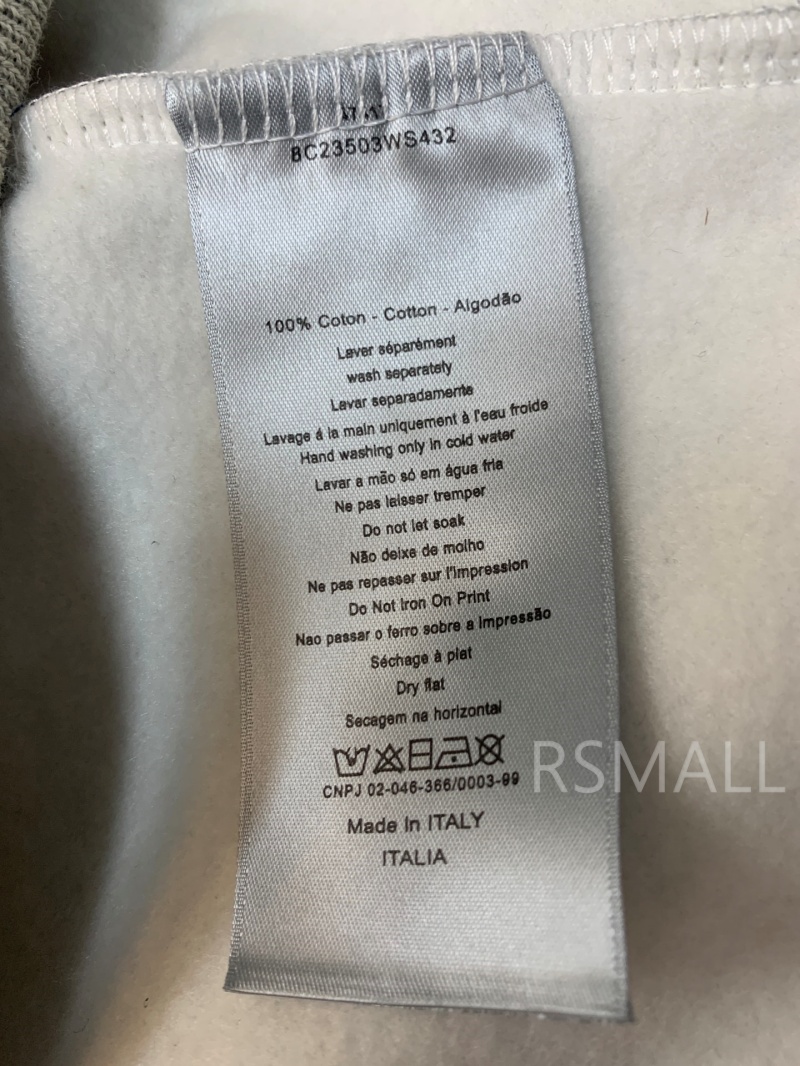 8C23503WS432
100% Coton - Cotton - Algodão
Laver séparément
wash separately
Lavar separadamente
Lavage á la main uniquement à l'eau froide
Hand washing only in cold water
Lavar a mão só em água fria
Ne pas laisser tremper
Do not let soak
Não deixe de molho
Ne pas repasser sur l'impression
Do Not Iron On Print
Nao passar o ferro sobre a Impressão
Séchage à plat
Dry flat
Secagem na horizontal
RSMALL
CNPJ 02-046-366/0003-99
Made In ITALY
ITALIA